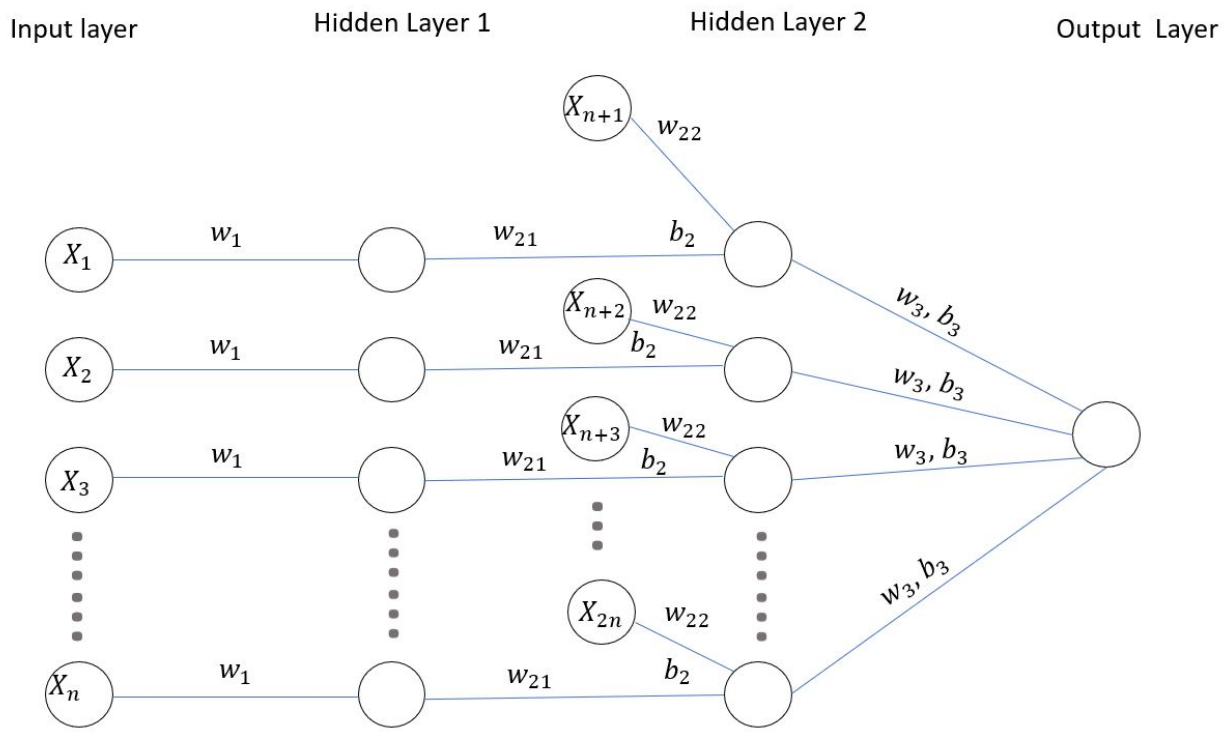 Input layer
Hidden Layer 1
Hidden Layer 2
Output Layer
X_{n+1}
w_{22}
X_1
w_1
w_{21}
b_2
X_{n+2}
w_{22}
w_3, b_3
X_2
w_1
w_{21}
b_2
w_3, b_3
X_{n+3}
w_{22}
X_3
w_1
w_{21}
b_2
w_3, b_3
X_{2n}
w_{22}
w_3, b_3
X_n
w_1
w_{21}
b_2